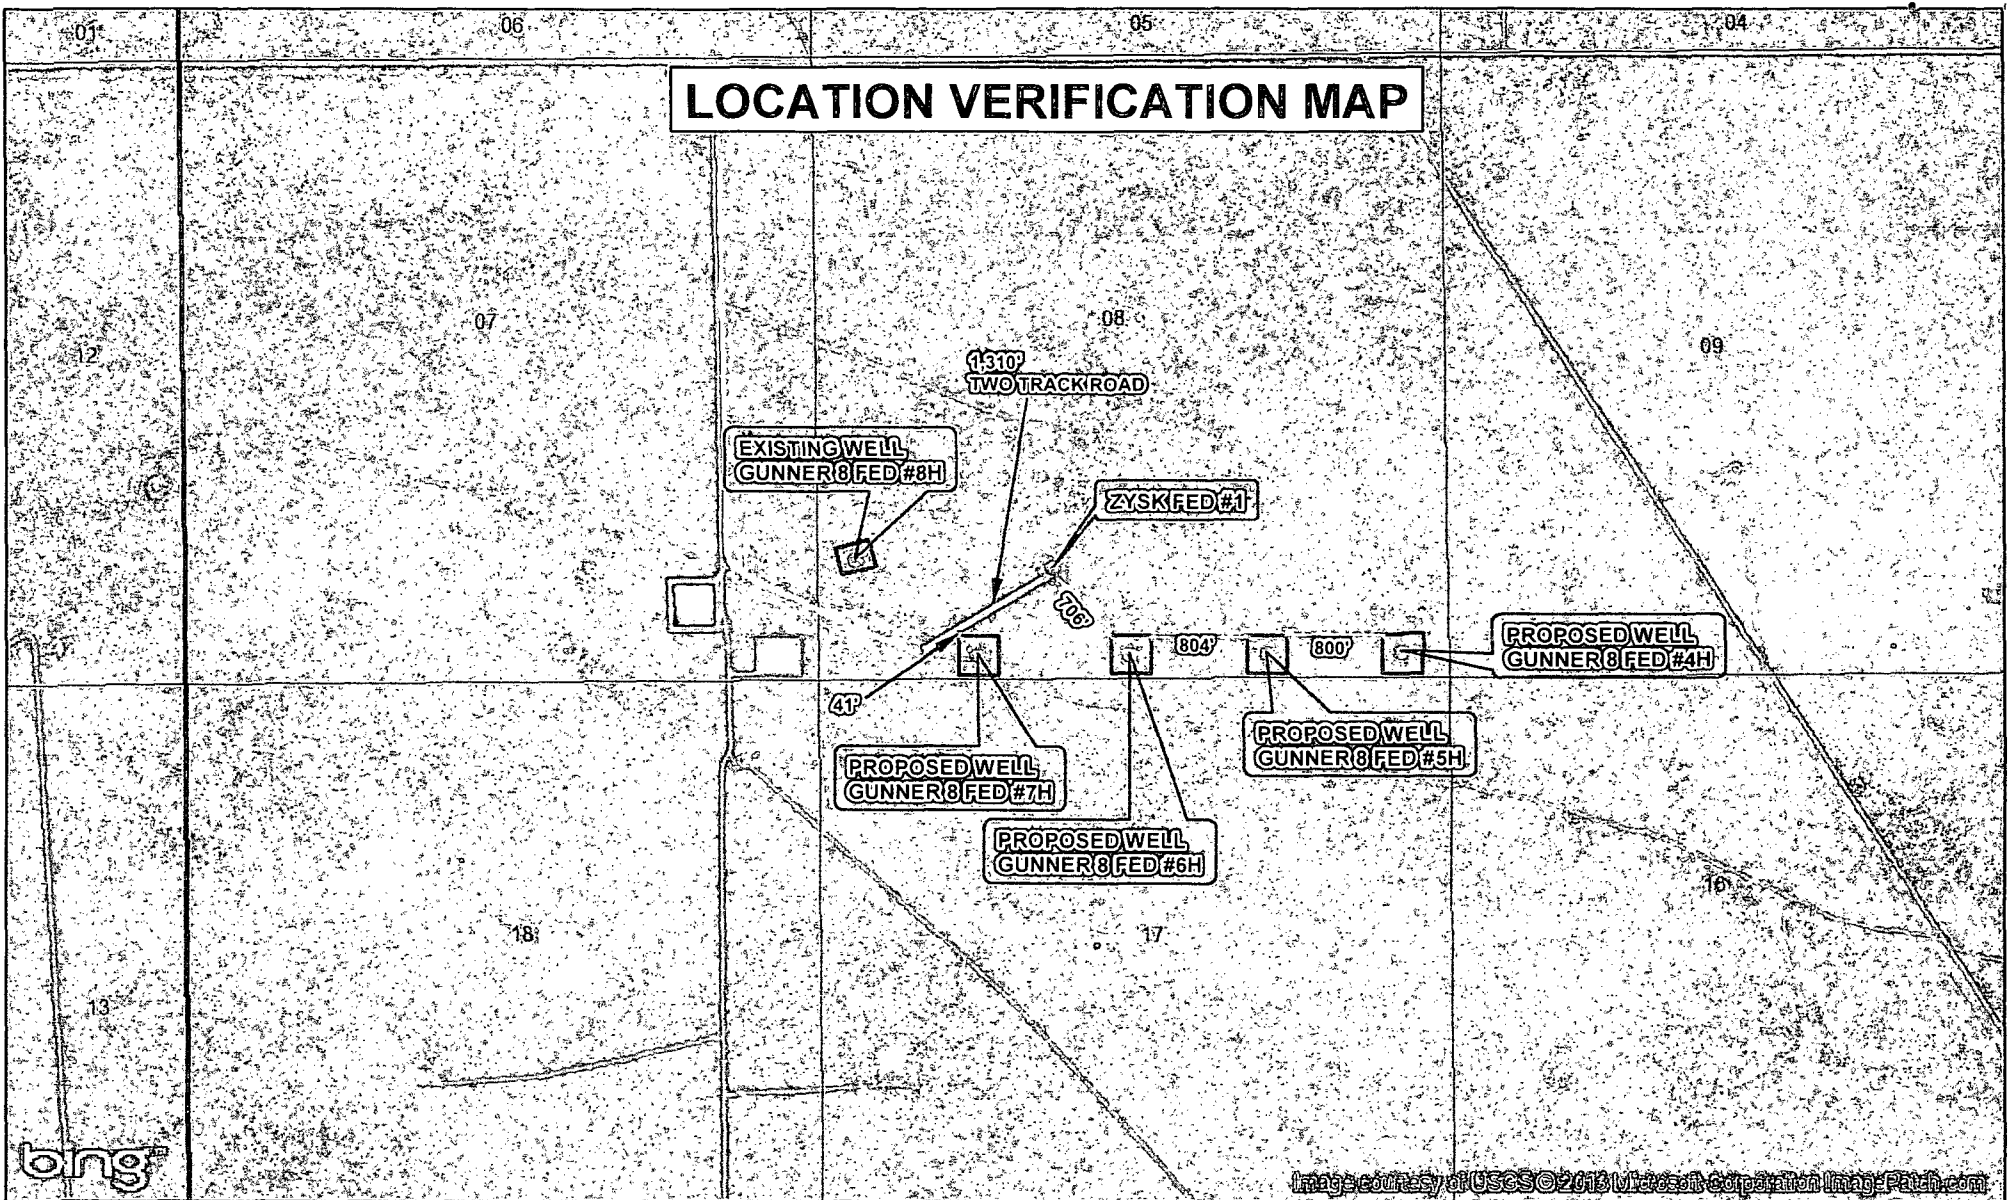 01
06
05
04
LOCATION VERIFICATION MAP
07
08
12
09
1,310'
TWO TRACK ROAD
EXISTING WELL
GUNNER 8 FED #8H
ZYSK FED #1
706'
804'
800'
PROPOSED WELL
GUNNER 8 FED #4H
41'
PROPOSED WELL
GUNNER 8 FED #5H
PROPOSED WELL
GUNNER 8 FED #7H
PROPOSED WELL
GUNNER 8 FED #6H
16
18
17
13
bing
Image courtesy of USGS © 2013 Microsoft Corporation Image Patch.com